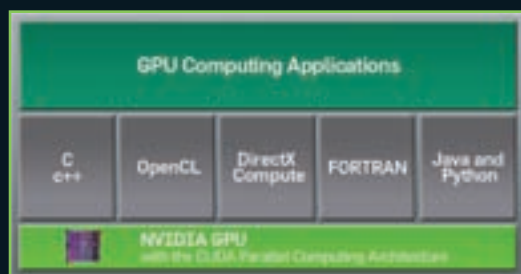 GPU Computing Applications
C
c++
OpenCL
DirectX
Compute
FORTRAN
Java and
Python
NVIDIA GPU
with the CUDA Parallel Computing Architecture